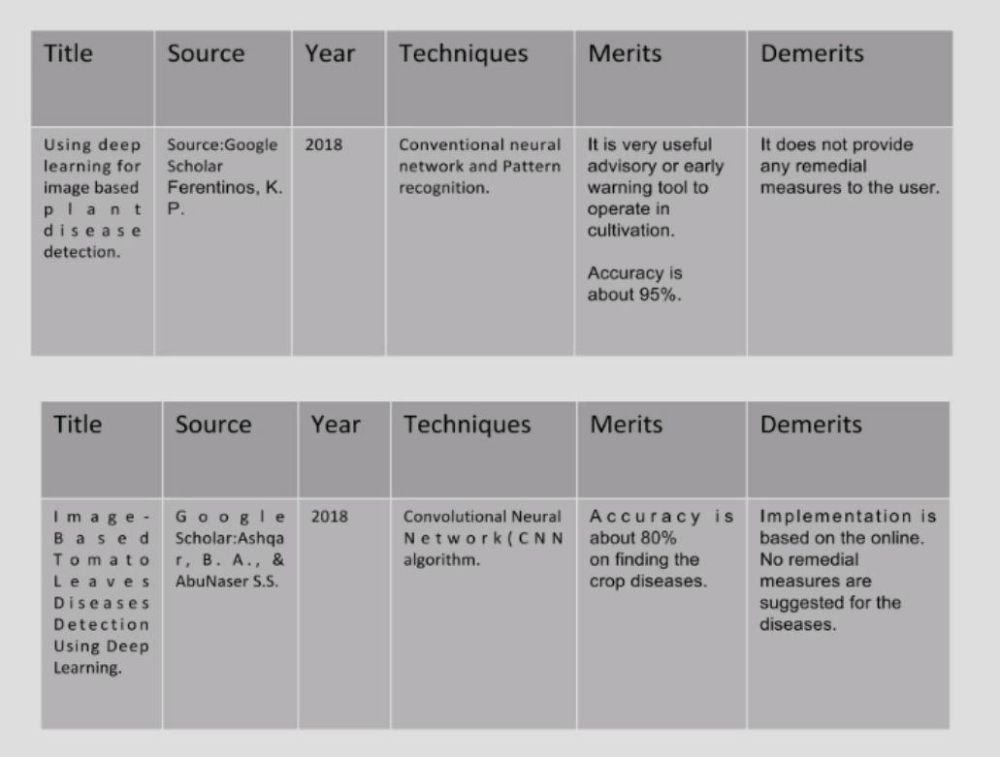 Title Source Year Techniques Merits Demerits
Using deep
learning for
image based
plant
disease
detection.
Source:Google
Scholar
Ferentinos, K.
P.
2018
Conventional neural
network and Pattern
recognition.
It is very useful
advisory or early
warning tool to
operate in
cultivation.
Accuracy is
about 95%.
It does not provide
any remedial
measures to the user.
Title Source Year Techniques Merits Demerits
Image-
Based
Tomato
Leaves
Diseases
Detection
Using Deep
Learning.
Google
Scholar:Ashqa
r, B. A., &
AbuNaser S.S.
2018
Convolutional Neural
Network(CNN
algorithm.
Accuracy is
about 80%
on finding the
crop diseases.
Implementation is
based on the online.
No remedial
measures are
suggested for the
diseases.